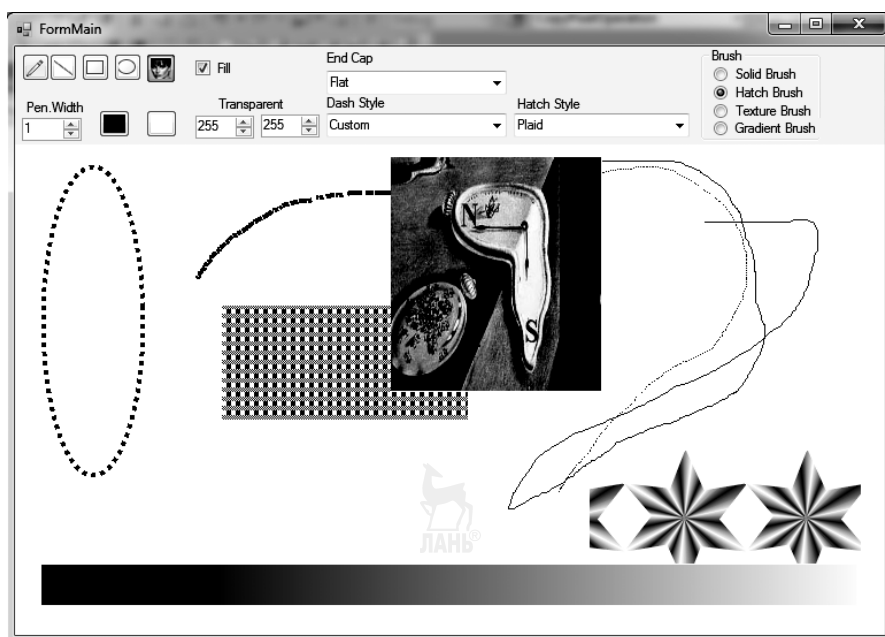 FormMain
Fill
End Cap
Flat
Brush
Solid Brush
Hatch Brush
Texture Brush
Gradient Brush
Pen.Width
1
Transparent
255
255
Dash Style
Custom
Hatch Style
Plaid
N
S
ЛАНЬ®